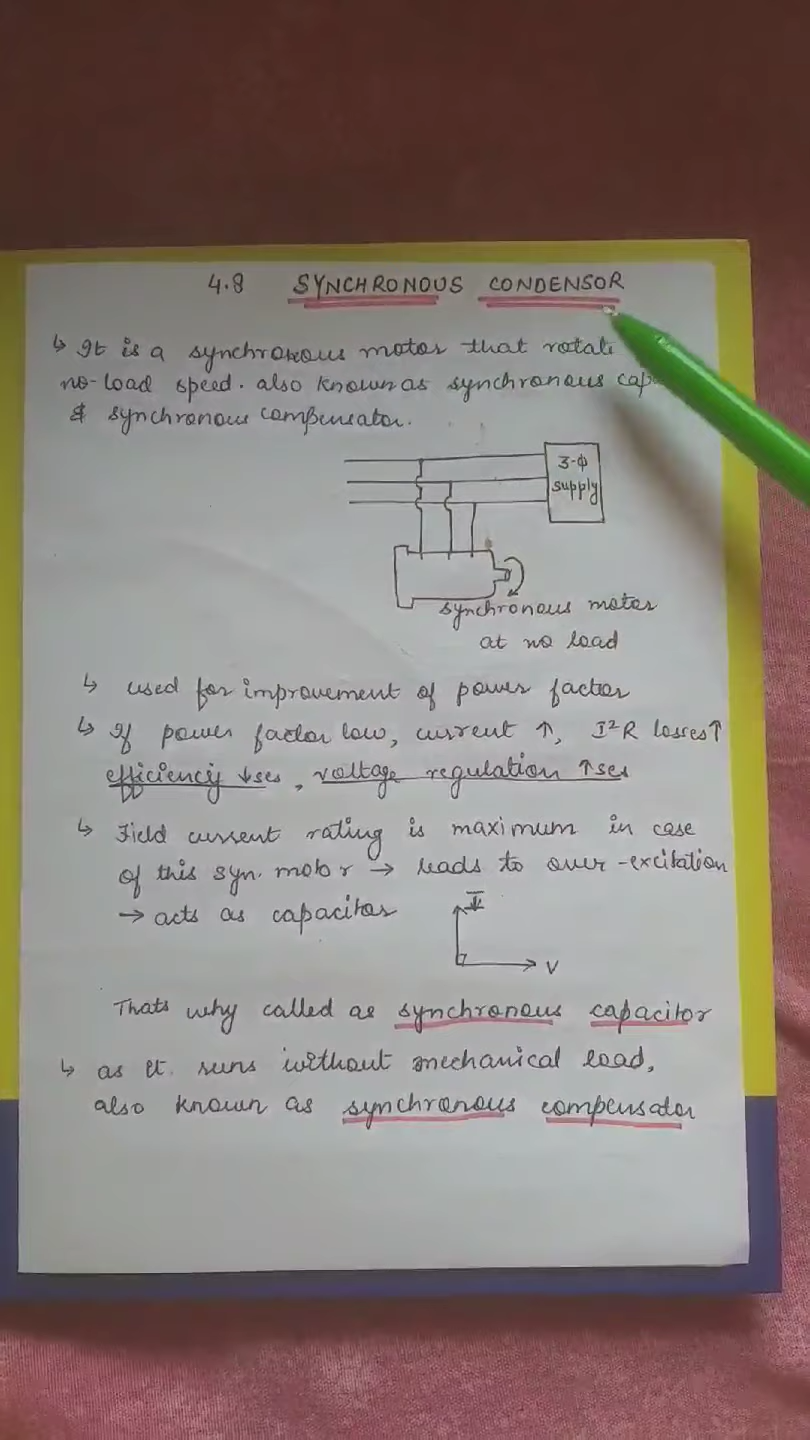 4.8 SYNCHRONOUS CONDENSOR
↳ It is a synchronous motor that
no-load speed. also known as synchronous
& synchronous compensator.
3-Φ
supply
synchronous motor
at no load
↳ used for improvement of power factor
↳ If power factor low, current ↑, I²R losses↑
efficiency ↓ses, voltage regulation ↑ses
↳ Field current rating is maximum in case
of this syn. motor → leads to over-excitation
→ acts as capacitor
I
V
Thats why called as synchronous capacitor
↳ as it runs without mechanical load,
also known as synchronous compensator